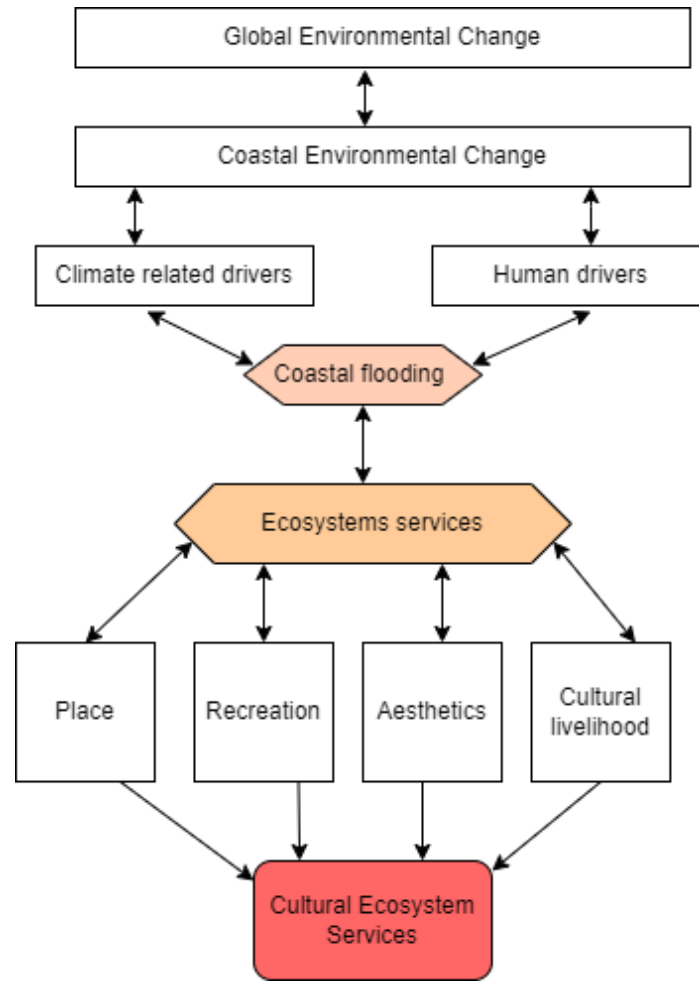 Global Environmental Change
Coastal Environmental Change
Climate related drivers
Human drivers
Coastal flooding
Ecosystems services
Place
Recreation
Aesthetics
Cultural
livelihood
Cultural Ecosystem
Services